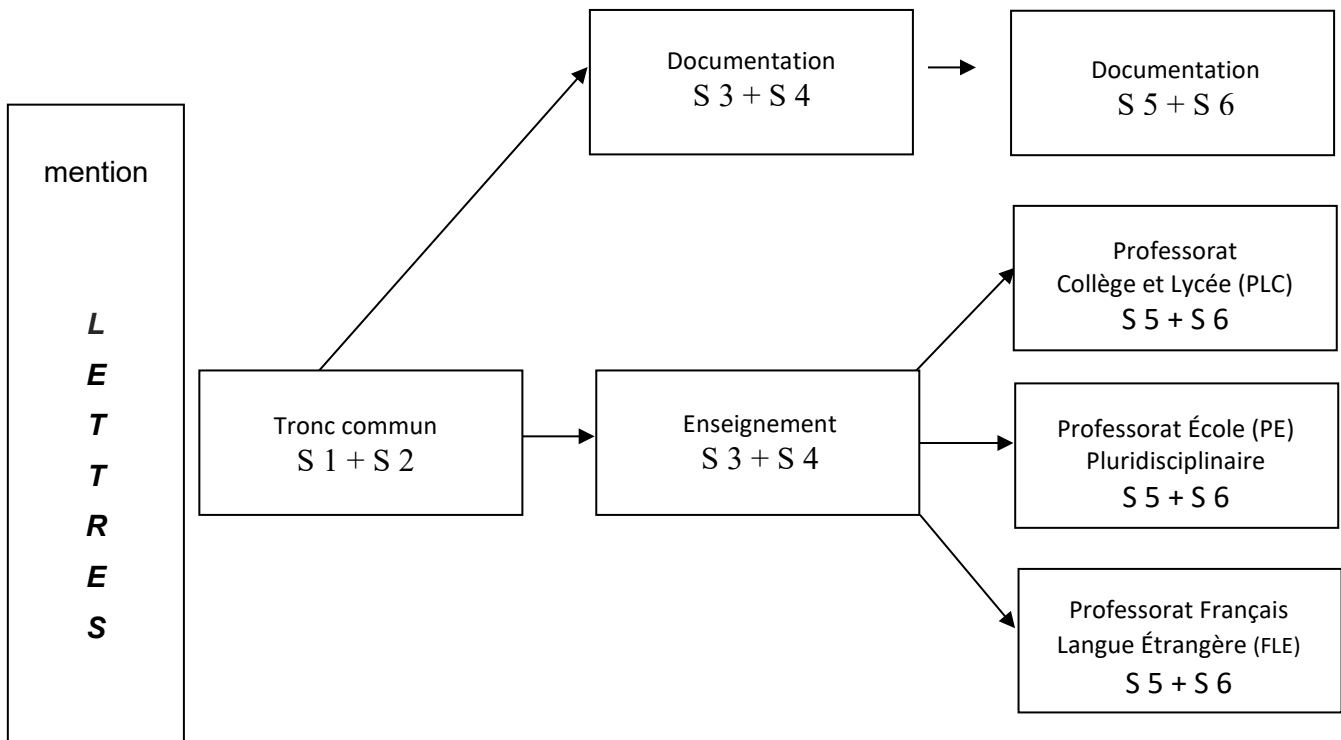 mention
L
E
T
T
R
E
S
Tronc commun
S 1 + S 2
Documentation
S 3 + S 4
Documentation
S 5 + S 6
Enseignement
S 3 + S 4
Professorat
Collège et Lycée (PLC)
S 5 + S 6
Professorat École (PE)
Pluridisciplinaire
S 5 + S 6
Professorat Français
Langue Étrangère (FLE)
S 5 + S 6